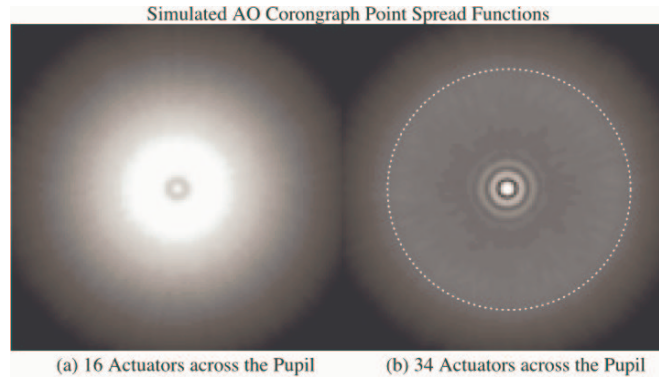 Simulated AO Corongraph Point Spread Functions
(a) 16 Actuators across the Pupil
(b) 34 Actuators across the Pupil